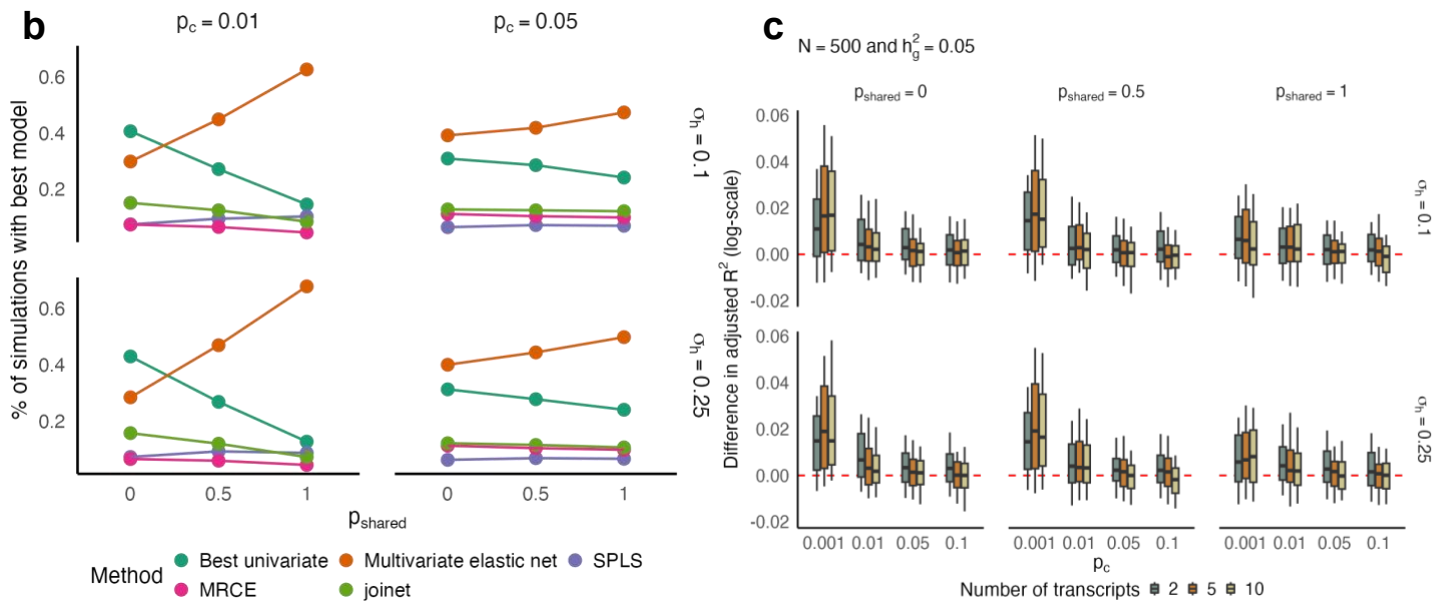 b
p_c = 0.01
p_c = 0.05
% of simulations with best model
0.6
0.4
0.2
σ_h = 0.1
0.6
0.4
0.2
σ_h = 0.25
0
0.5
1
0
0.5
1
p_shared
Method
Best univariate
Multivariate elastic net
SPLS
MRCE
joinet
c
N = 500 and h_g^2 = 0.05
p_shared = 0
p_shared = 0.5
p_shared = 1
Difference in adjusted R^2 (log-scale)
0.06
0.04
0.02
0.00
-0.02
σ_h = 0.1
0.06
0.04
0.02
0.00
-0.02
σ_h = 0.25
0.001
0.01
0.05
0.1
0.001
0.01
0.05
0.1
0.001
0.01
0.05
0.1
p_c
Number of transcripts
2
5
10